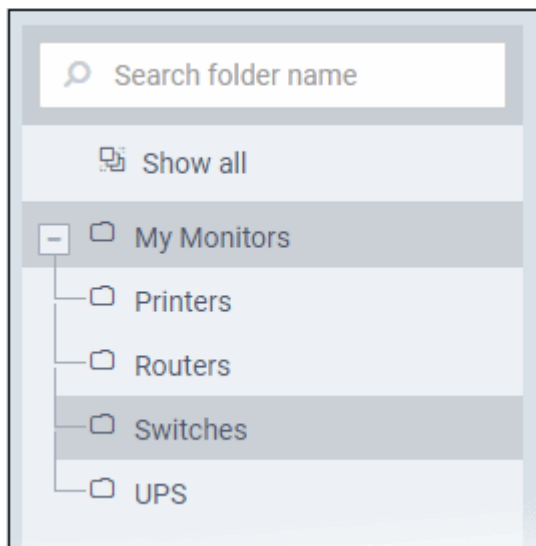 Search folder name
Show all
My Monitors
Printers
Routers
Switches
UPS